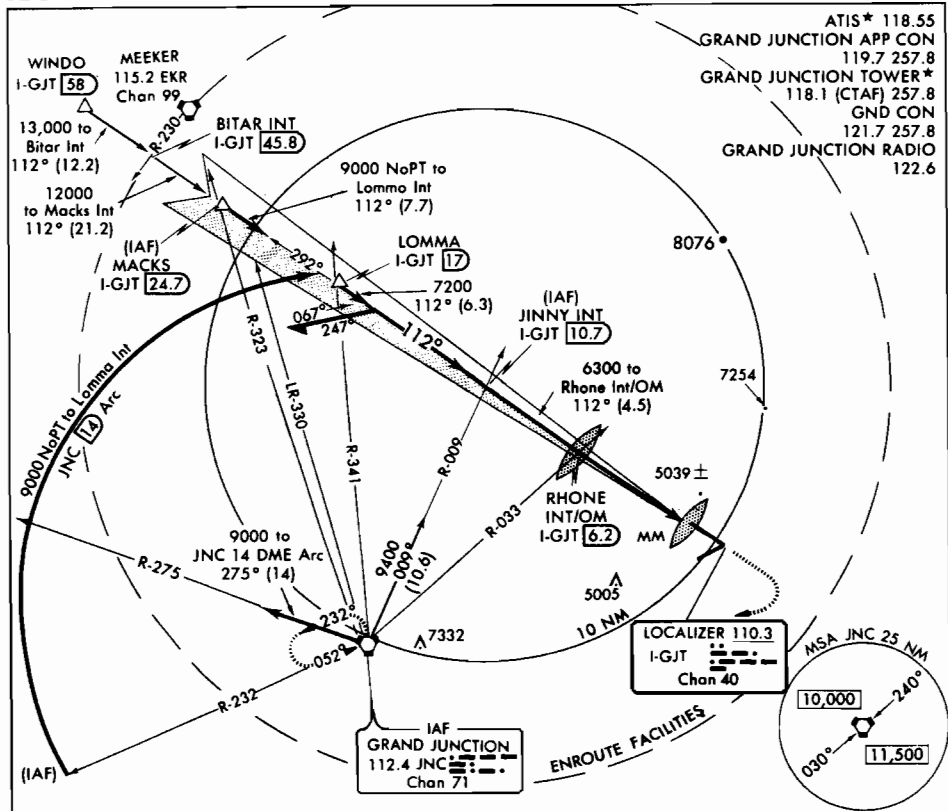 ATIS★ 118.55
GRAND JUNCTION APP CON
119.7 257.8
GRAND JUNCTION TOWER★
118.1 (CTAF) 257.8
GND CON
121.7 257.8
GRAND JUNCTION RADIO
122.6
WINDO
I-GJT 58
MEEKER
115.2 EKR
Chan 99
R-230
13,000 to
Bitar Int
112° (12.2)
BITAR INT
I-GJT 45.8
12000
to Macks Int
112° (21.2)
9000 NoPT to
Lommo Int
112° (7.7)
(IAF)
MACKS
I-GJT 24.7
292°
LOMMA
I-GJT 17
7200
112° (6.3)
8076
067°
247°
112°
(IAF)
JINNY INT
I-GJT 10.7
6300 to
Rhone Int/OM
112° (4.5)
7254
9000 NoPT to Lommo Int
JNC 14 Arc
R-323
LR-330
R-341
R-009
R-033
RHONE
INT/OM
I-GJT 6.2
5039 ±
MM
R-275
9000 to
JNC 14 DME Arc
275° (14)
9400
009°
(10.6)
232°
052°
7332
5005
10 NM
R-232
(IAF)
IAF
GRAND JUNCTION
112.4 JNC
Chan 71
LOCALIZER 110.3
I-GJT
Chan 40
ENROUTE FACILITIES
MSA JNC 25 NM
10,000
240°
030°
11,500